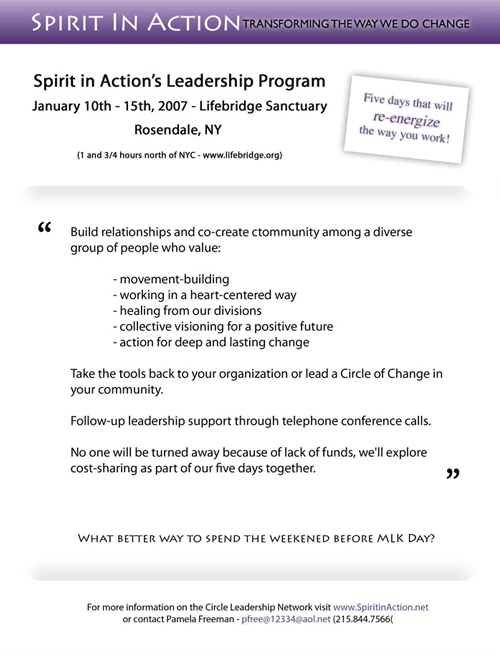 SPIRIT IN ACTION TRANSFORMING THE WAY WE DO CHANGE
Spirit in Action's Leadership Program
January 10th - 15th, 2007 - Lifebridge Sanctuary
Rosendale, NY
(1 and 3/4 hours north of NYC - www.lifebridge.org)
Five days that will
re-energize
the way you work!
“ Build relationships and co-create ctommunity among a diverse
group of people who value:
- movement-building
- working in a heart-centered way
- healing from our divisions
- collective visioning for a positive future
- action for deep and lasting change
Take the tools back to your organization or lead a Circle of Change in
your community.
Follow-up leadership support through telephone conference calls.
No one will be turned away because of lack of funds, we'll explore
cost-sharing as part of our five days together. ”
WHAT BETTER WAY TO SPEND THE WEEKENED BEFORE MLK DAY?
For more information on the Circle Leadership Network visit www.SpiritinAction.net
or contact Pamela Freeman - pfree@12334@aol.net (215.844.7566(